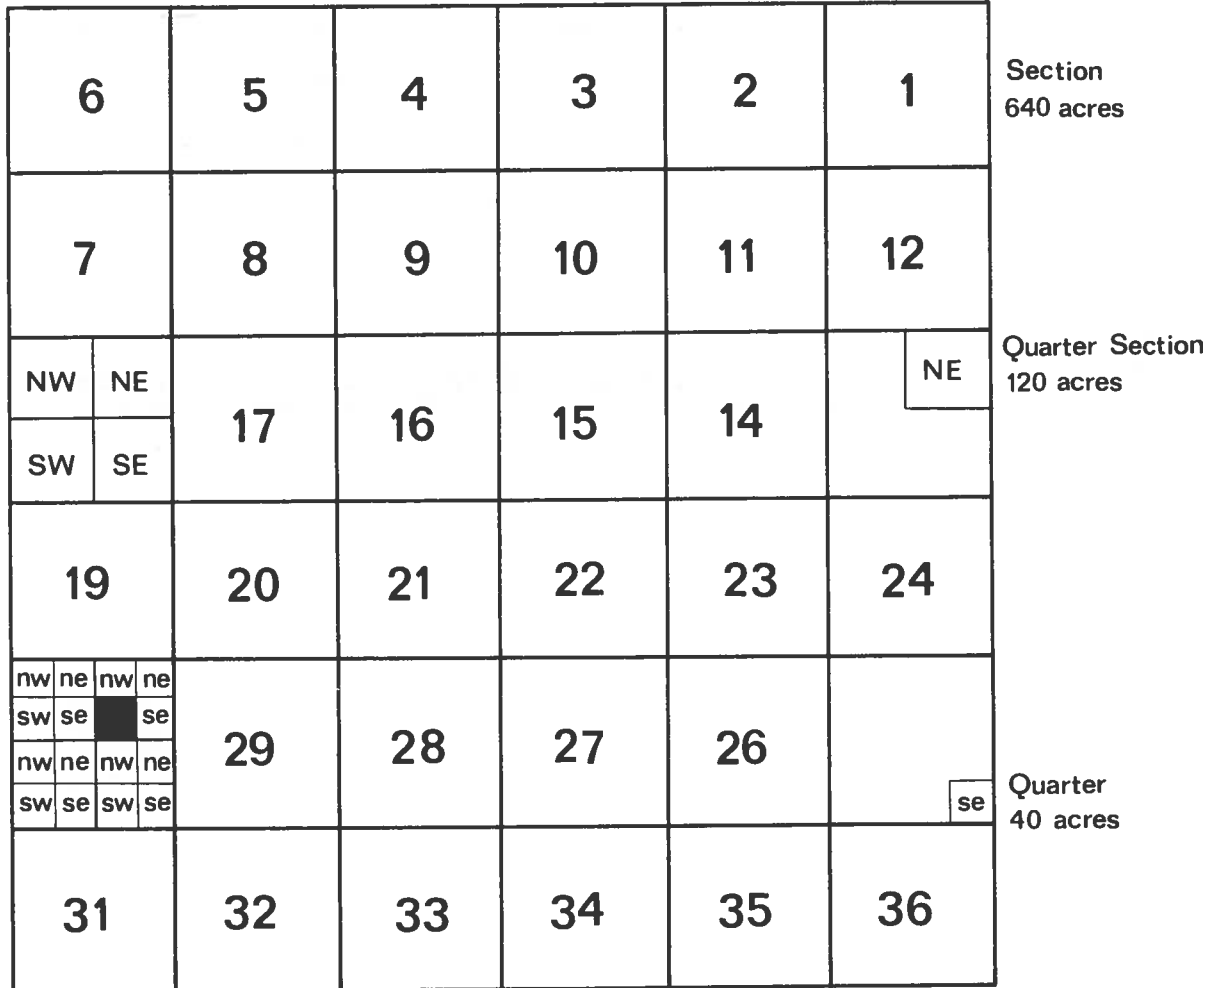 6 5 4 3 2 1
Section
640 acres
7 8 9 10 11 12
NW NE
SW SE
17 16 15 14
NE
Quarter Section
120 acres
19 20 21 22 23 24
nw ne nw ne
sw se se
nw ne nw ne
sw se sw se
29 28 27 26
se
Quarter
40 acres
31 32 33 34 35 36